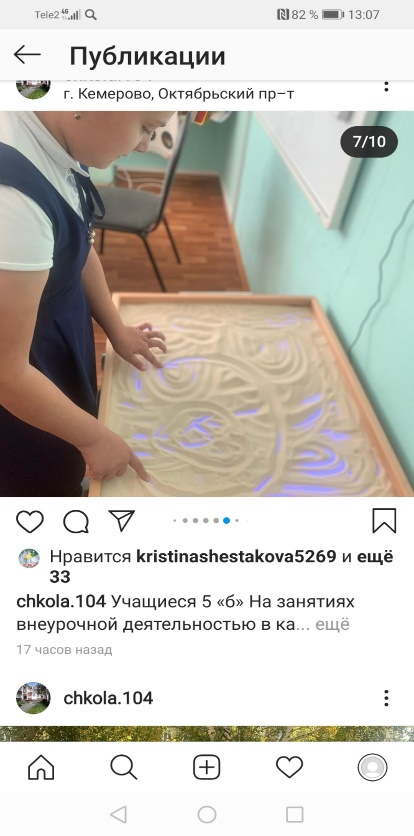 Tele2 4G
82 % 13:07
Публикации
г. Кемерово, Октябрьский пр-т
7/10
Нравится kristinashestakova5269 и ещё
33
chkola.104 Учащиеся 5 «б» На занятиях
внеурочной деятельностью в ка... ещё
17 часов назад
chkola.104